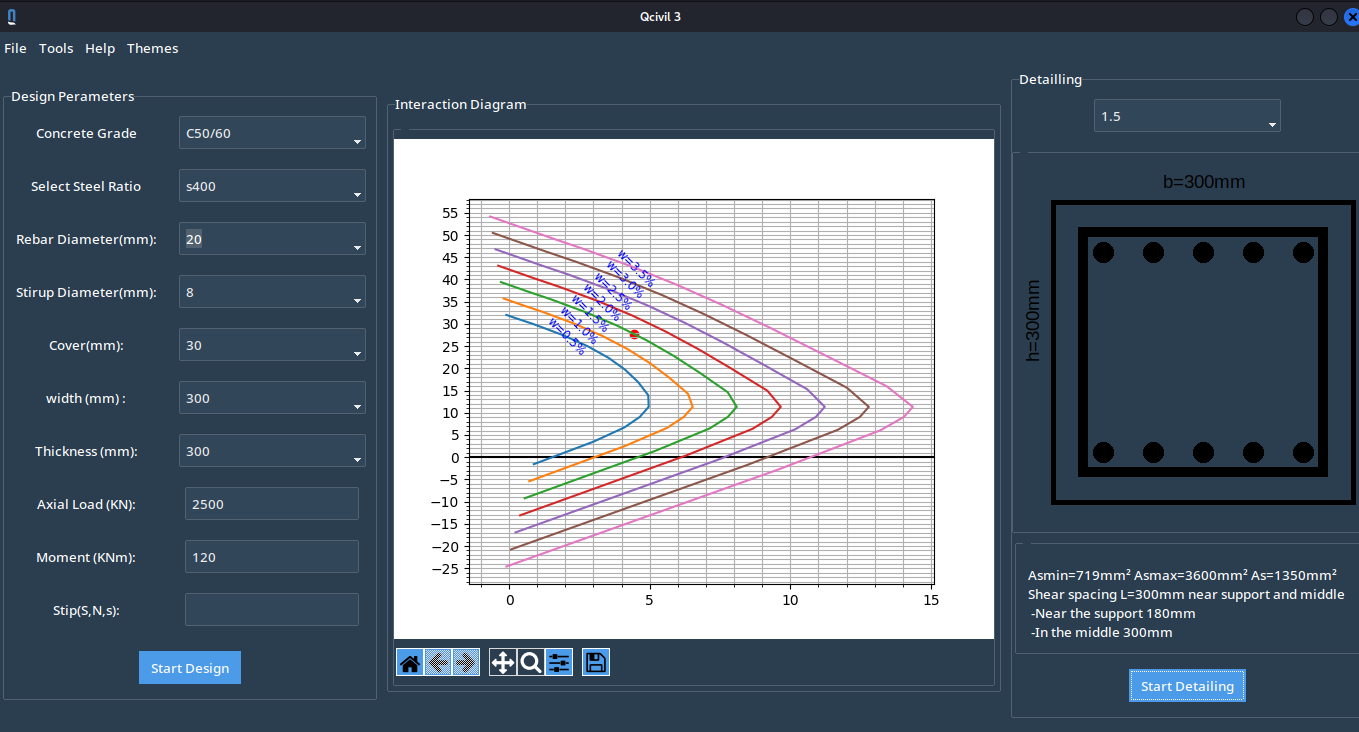 Qcivil 3
File Tools Help Themes
Design Perameters
Concrete Grade C50/60
Select Steel Ratio s400
Rebar Diameter(mm): 20
Stirup Diameter(mm): 8
Cover(mm): 30
width (mm) : 300
Thickness (mm): 300
Axial Load (KN): 2500
Moment (KNm): 120
Stip(S,N,s):
Start Design
Interaction Diagram
55
50
45
40
35
30
25
20
15
10
5
0
−5
−10
−15
−20
−25
w=3.5%
w=3.0%
w=2.5%
w=2.0%
w=1.5%
w=1.0%
w=0.5%
0 5 10 15
Detailling
1.5
b=300mm
h=300mm
Asmin=719mm² Asmax=3600mm² As=1350mm²
Shear spacing L=300mm near support and middle
-Near the support 180mm
-In the middle 300mm
Start Detailing